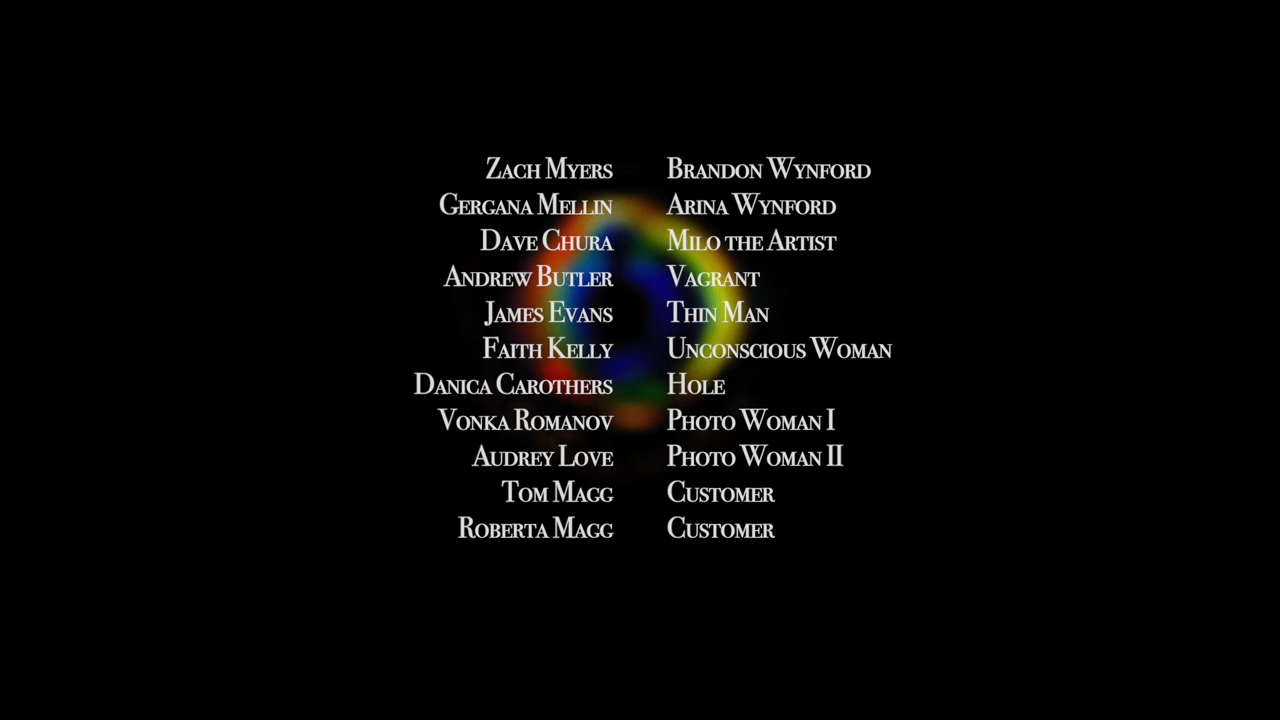 Zach Myers Brandon Wynford
Gergana Mellin Arina Wynford
Dave Chura Milo the Artist
Andrew Butler Vagrant
James Evans Thin Man
Faith Kelly Unconscious Woman
Danica Carothers Hole
Vonka Romanov Photo Woman I
Audrey Love Photo Woman II
Tom Magg Customer
Roberta Magg Customer